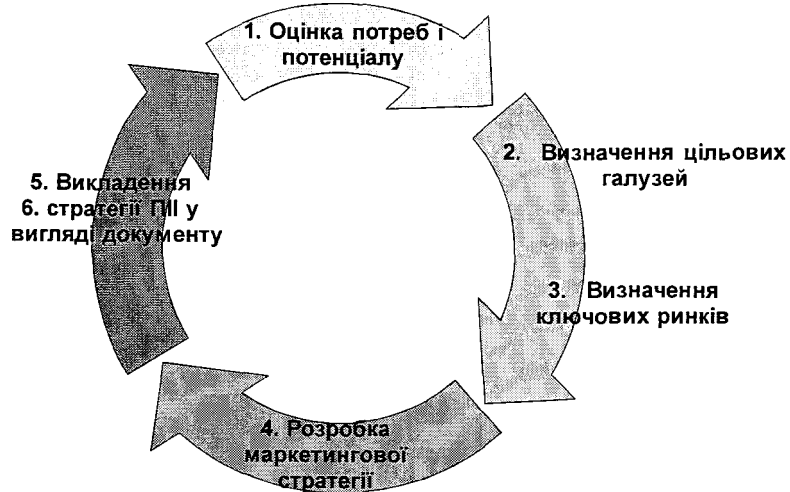 1. Оцінка потреб і
потенціалу
2. Визначення цільових
галузей
3. Визначення
ключових ринків
4. Розробка
маркетингової
стратегії
5. Викладення
6. стратегії ПІІ у
вигляді документу